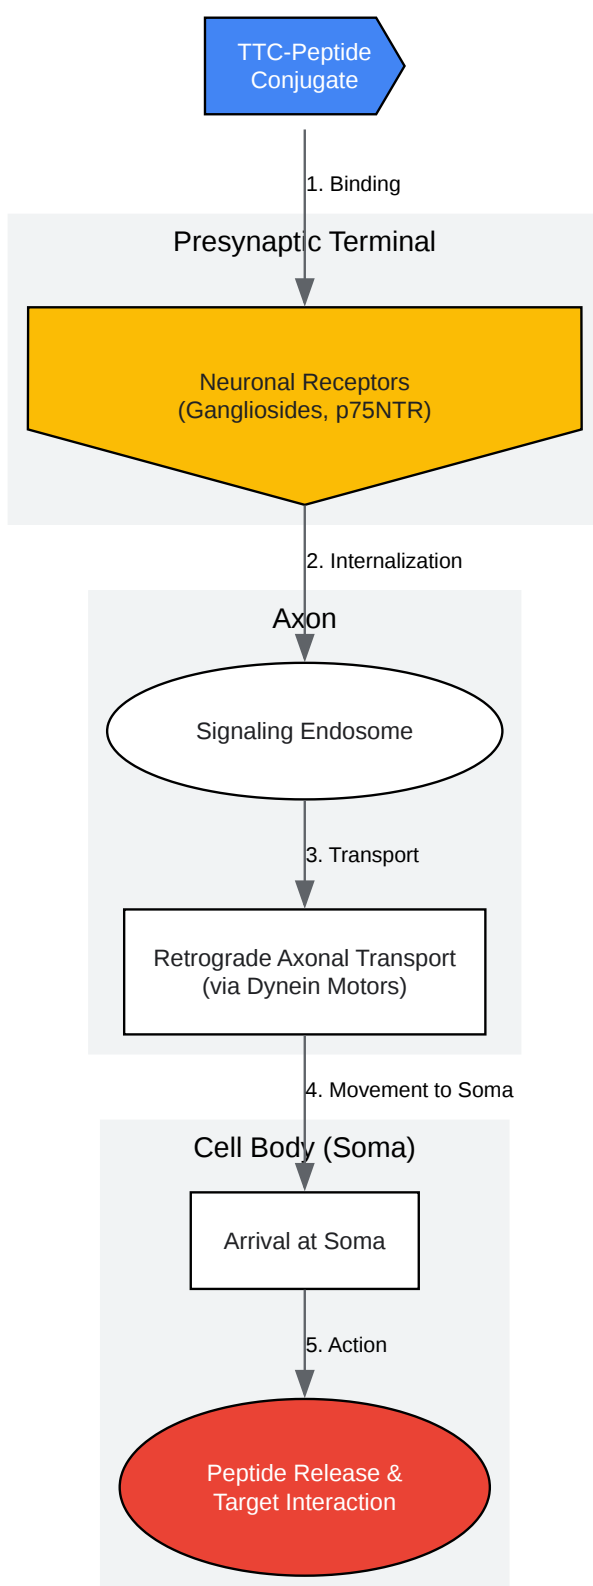 TTC-Peptide
Conjugate
1. Binding
Presynaptic Terminal
Neuronal Receptors
(Gangliosides, p75NTR)
2. Internalization
Axon
Signaling Endosome
3. Transport
Retrograde Axonal Transport
(via Dynein Motors)
4. Movement to Soma
Cell Body (Soma)
Arrival at Soma
5. Action
Peptide Release &
Target Interaction